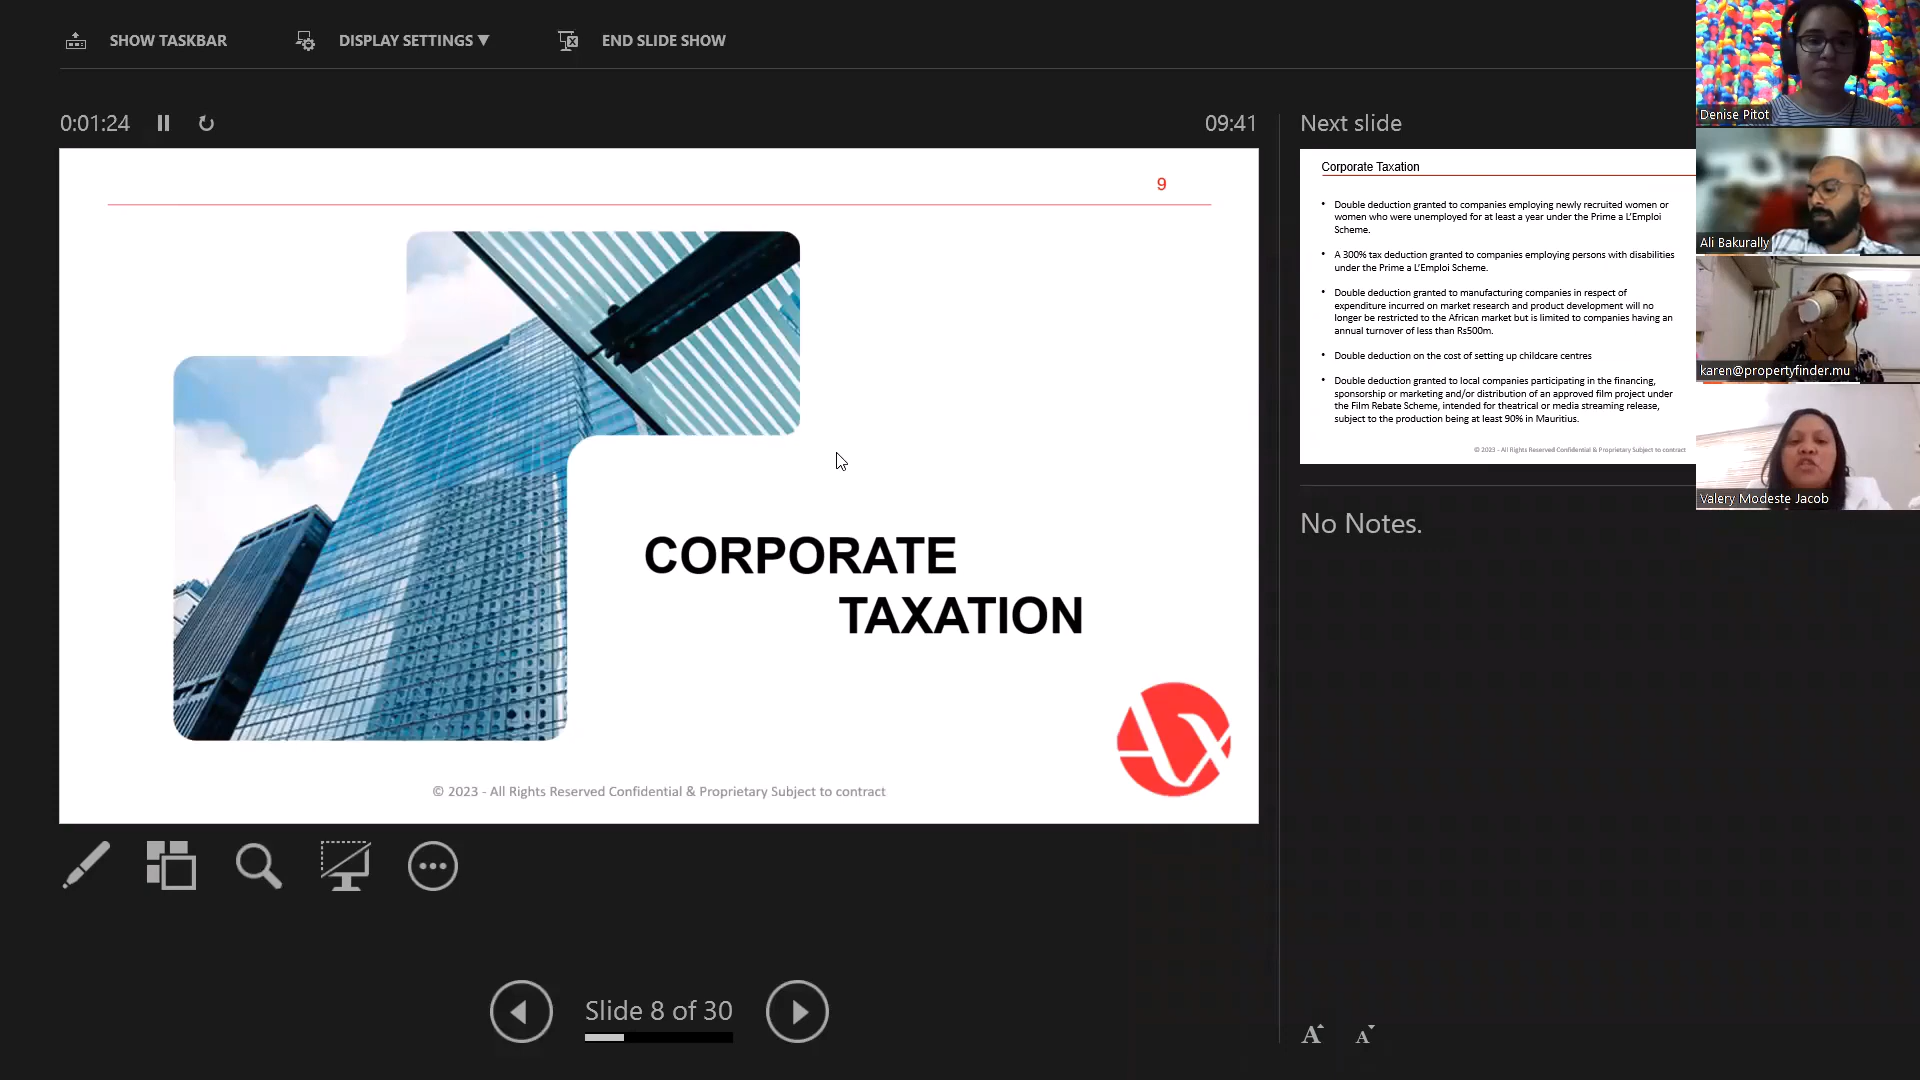 SHOW TASKBAR
DISPLAY SETTINGS ▼
END SLIDE SHOW
0:01:24
09:41
9
CORPORATE
TAXATION
© 2023 - All Rights Reserved Confidential & Proprietary Subject to contract
Slide 8 of 30
Next slide
Corporate Taxation
• Double deduction granted to companies employing newly recruited women or
women who were unemployed for at least a year under the Prime a L'Emploi
Scheme.
• A 300% tax deduction granted to companies employing persons with disabilities
under the Prime a L'Emploi Scheme.
• Double deduction granted to manufacturing companies in respect of
expenditure incurred on market research and product development will no
longer be restricted to the African market but is limited to companies having an
annual turnover of less than Rs500m.
• Double deduction on the cost of setting up childcare centres
• Double deduction granted to local companies participating in the financing,
sponsorship or marketing and/or distribution of an approved film project under
the Film Rebate Scheme, intended for theatrical or media streaming release,
subject to the production being at least 90% in Mauritius.
© 2023 - All Rights Reserved Confidential & Proprietary Subject to contract
No Notes.
A A
Denise Pitot
Ali Bakurally
karen@propertyfinder.mu
Valery Modeste Jacob